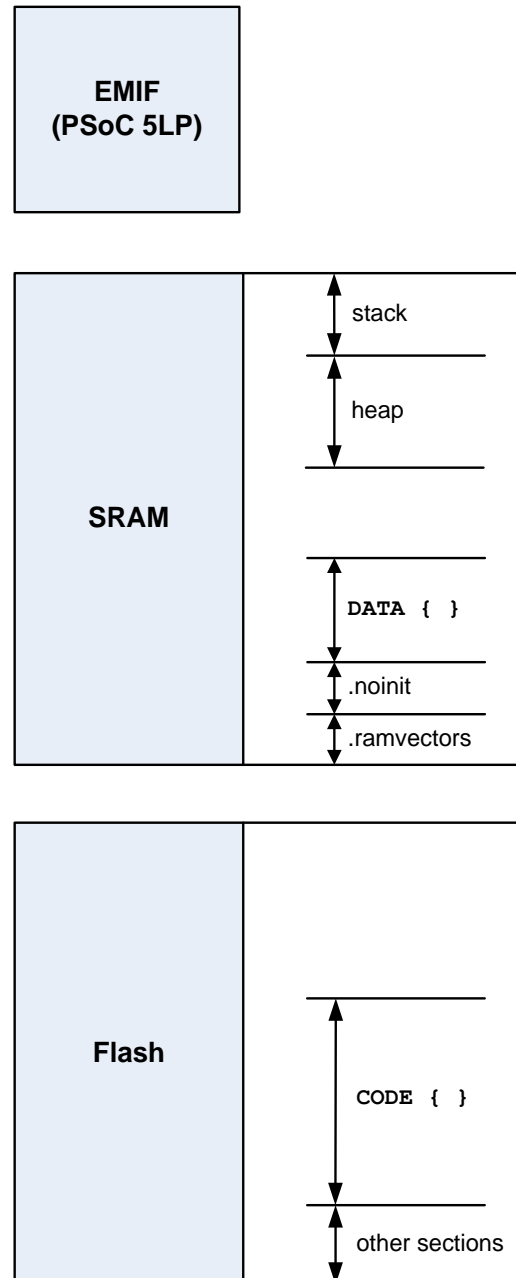 EMIF
(PSoC 5LP)
stack
heap
SRAM
DATA { }
.noinit
.ramvectors
Flash
CODE { }
other sections